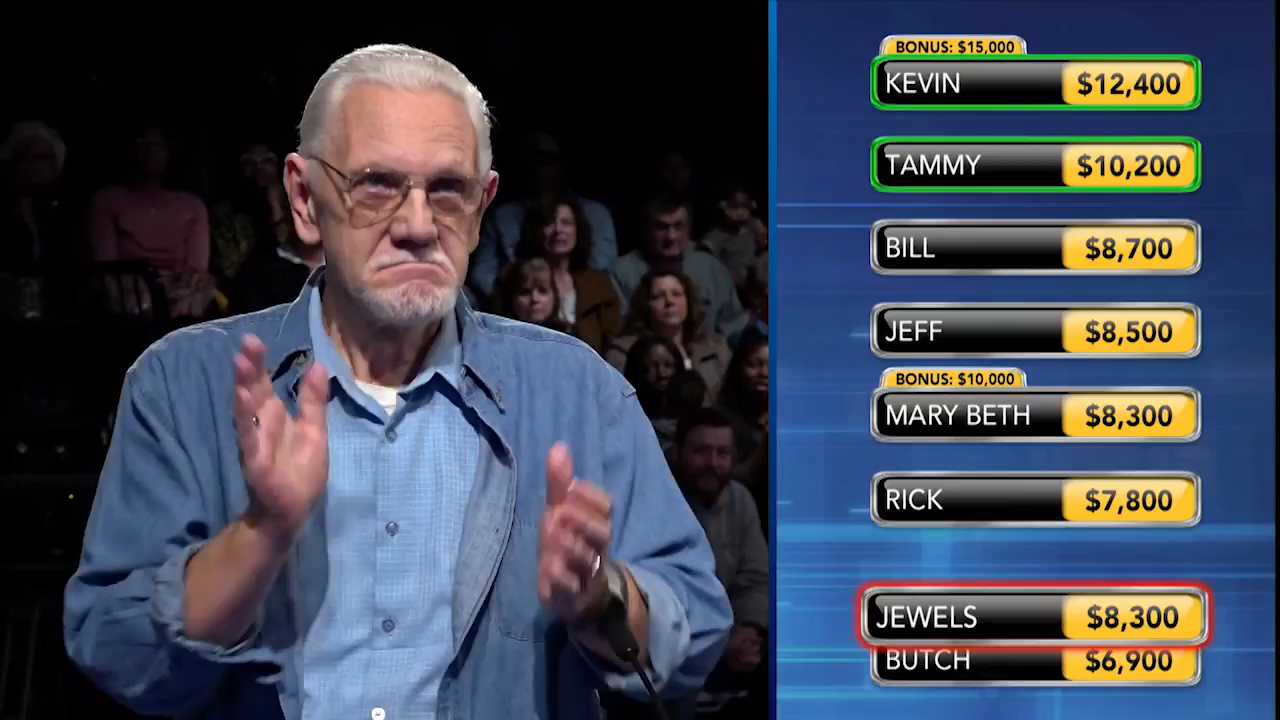 BONUS: $15,000
KEVIN $12,400
TAMMY $10,200
BILL $8,700
JEFF $8,500
BONUS: $10,000
MARY BETH $8,300
RICK $7,800
JEWELS $8,300
BUTCH $6,900